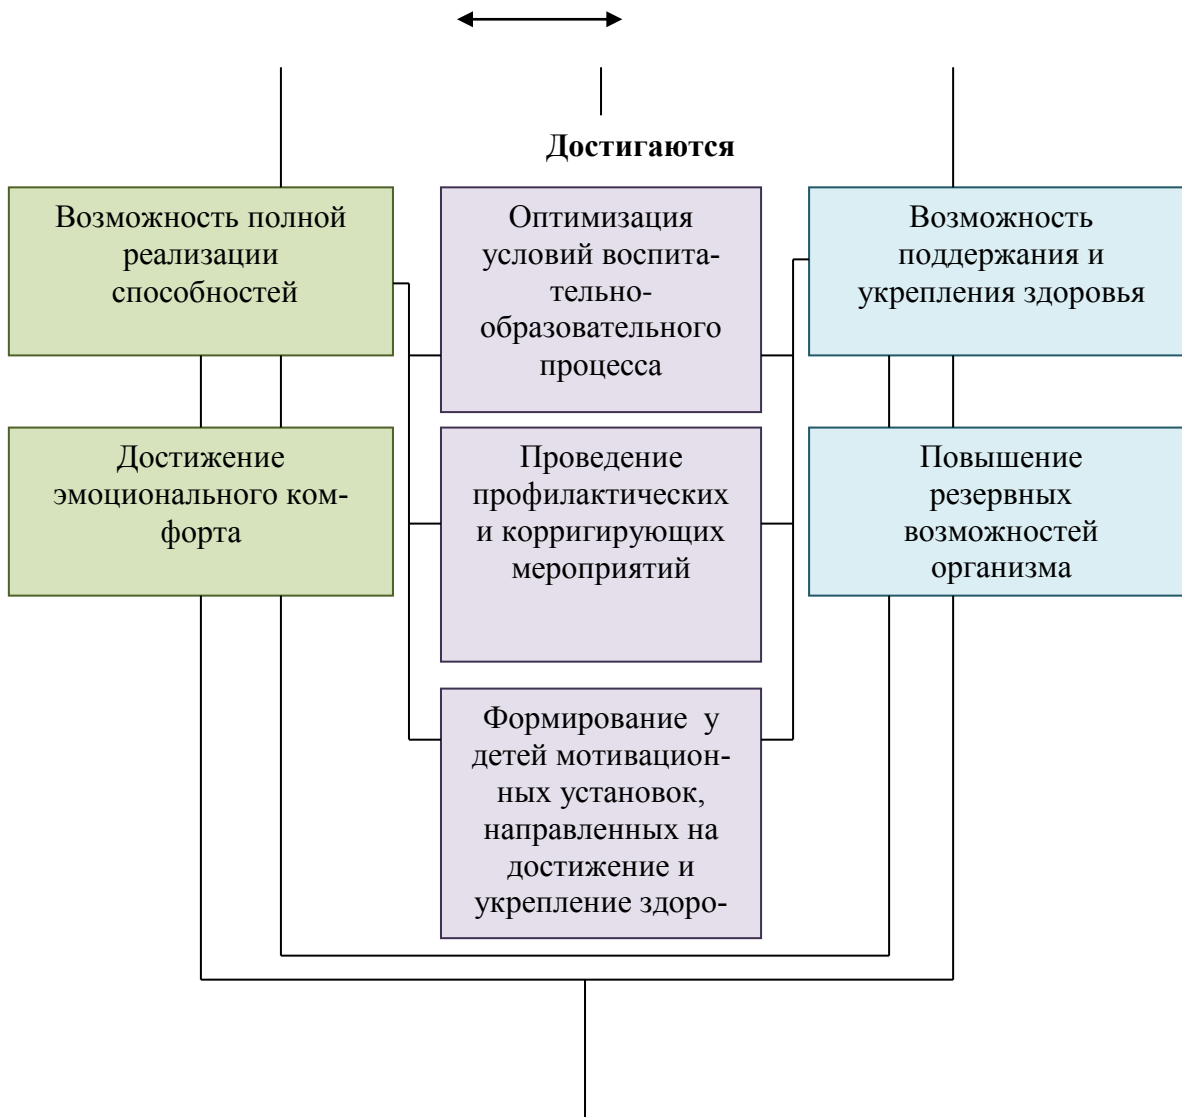 Достигаются
Возможность полной
реализации
способностей
Оптимизация
условий воспита-
тельно-
образовательного
процесса
Возможность
поддержания и
укрепления здоровья
Достижение
эмоционального ком-
форта
Проведение
профилактических
и корригирующих
мероприятий
Повышение
резервных
возможностей
организма
Формирование  у
детей мотивацион-
ных установок,
направленных на
достижение и
укрепление здоро-